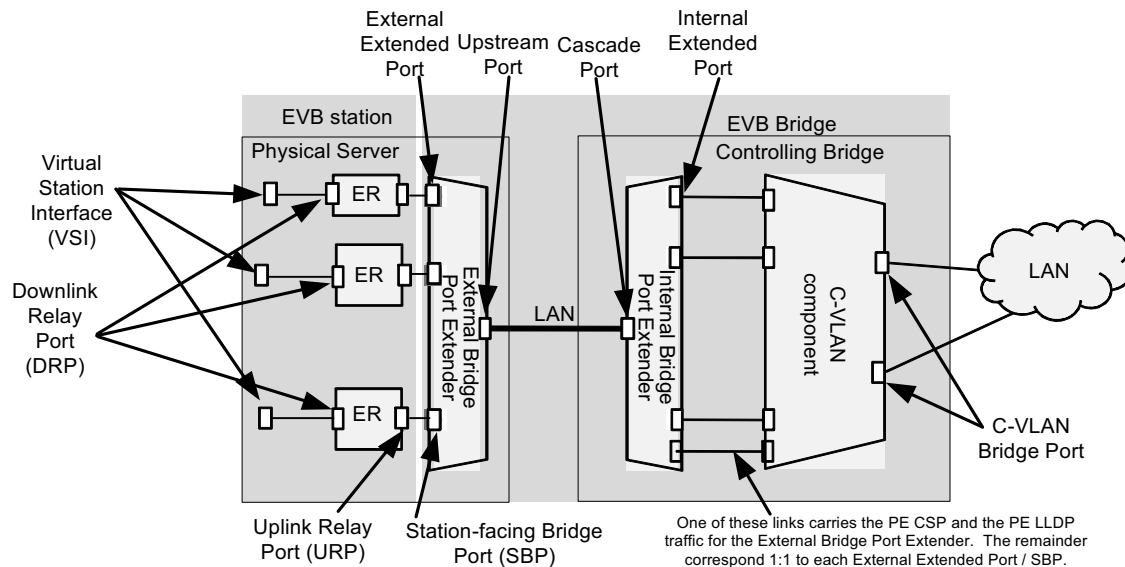 External
Extended
Port
Upstream
Port
Cascade
Port
Internal
Extended
Port
EVB station
EVB Bridge
Physical Server
Controlling Bridge
Virtual
Station
Interface
(VSI)
Downlink
Relay
Port
(DRP)
ER
ER
ER
External Bridge
Port Extender
LAN
Internal Bridge
Port Extender
C-VLAN
component
LAN
C-VLAN
Bridge Port
Uplink Relay
Port (URP)
Station-facing Bridge
Port (SBP)
One of these links carries the PE CSP and the PE LLDP
traffic for the External Bridge Port Extender. The remainder
correspond 1:1 to each External Extended Port / SBP.